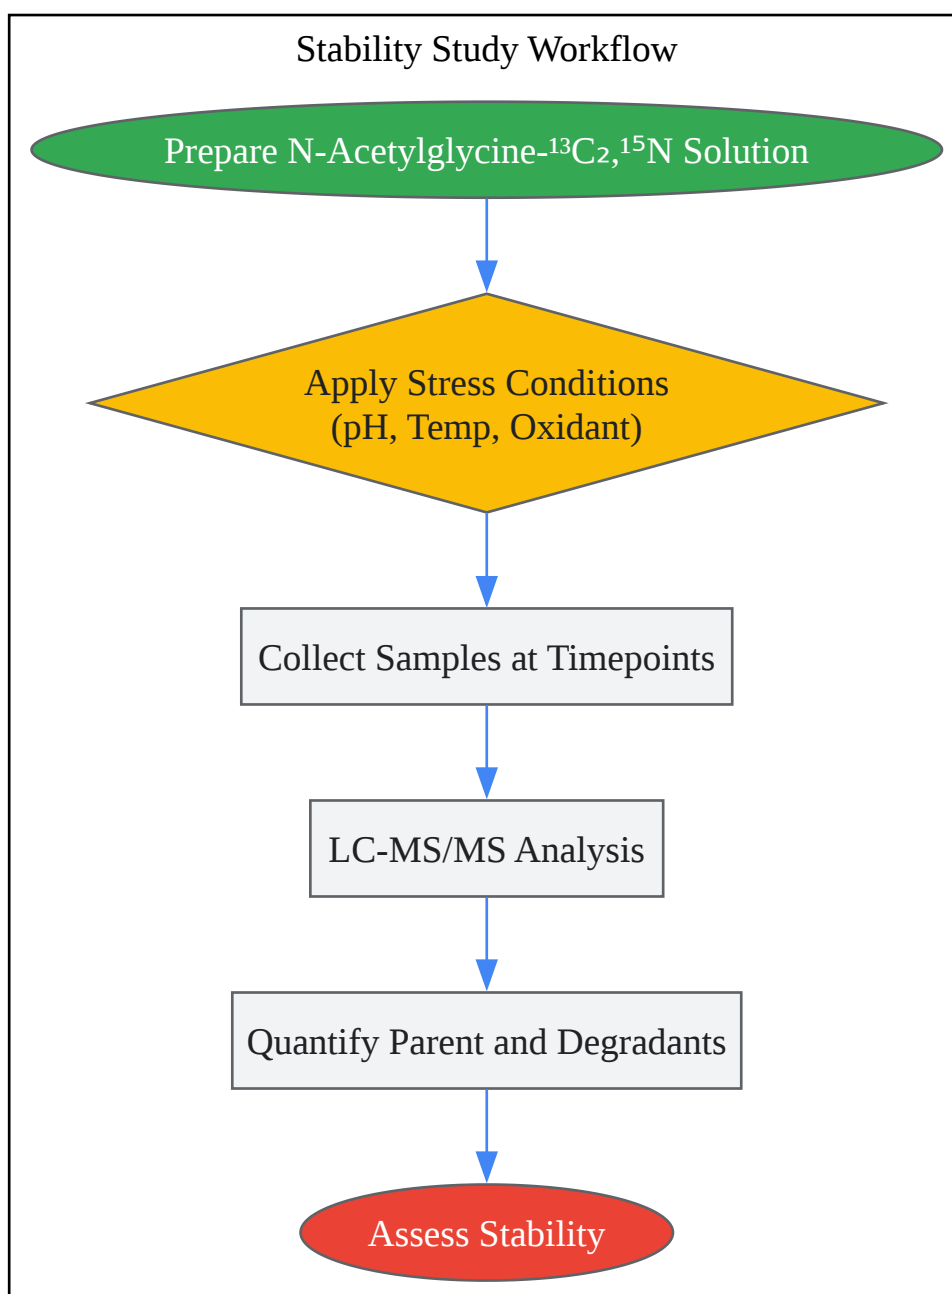 Stability Study Workflow
Prepare N-Acetylglycine-¹³C₂,¹⁵N Solution
Apply Stress Conditions
(pH, Temp, Oxidant)
Collect Samples at Timepoints
LC-MS/MS Analysis
Quantify Parent and Degradants
Assess Stability